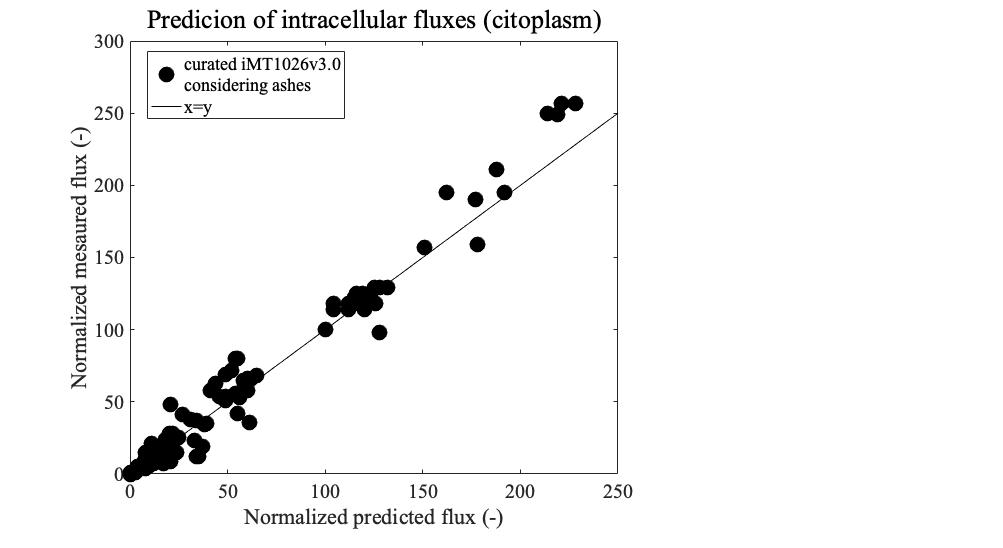 Predicion of intracellular fluxes (citoplasm)
300
curated iMT1026v3.0
considering ashes
x=y
250
200
150
100
50
0
Normalized mesaured flux (-)
0 50 100 150 200 250
Normalized predicted flux (-)